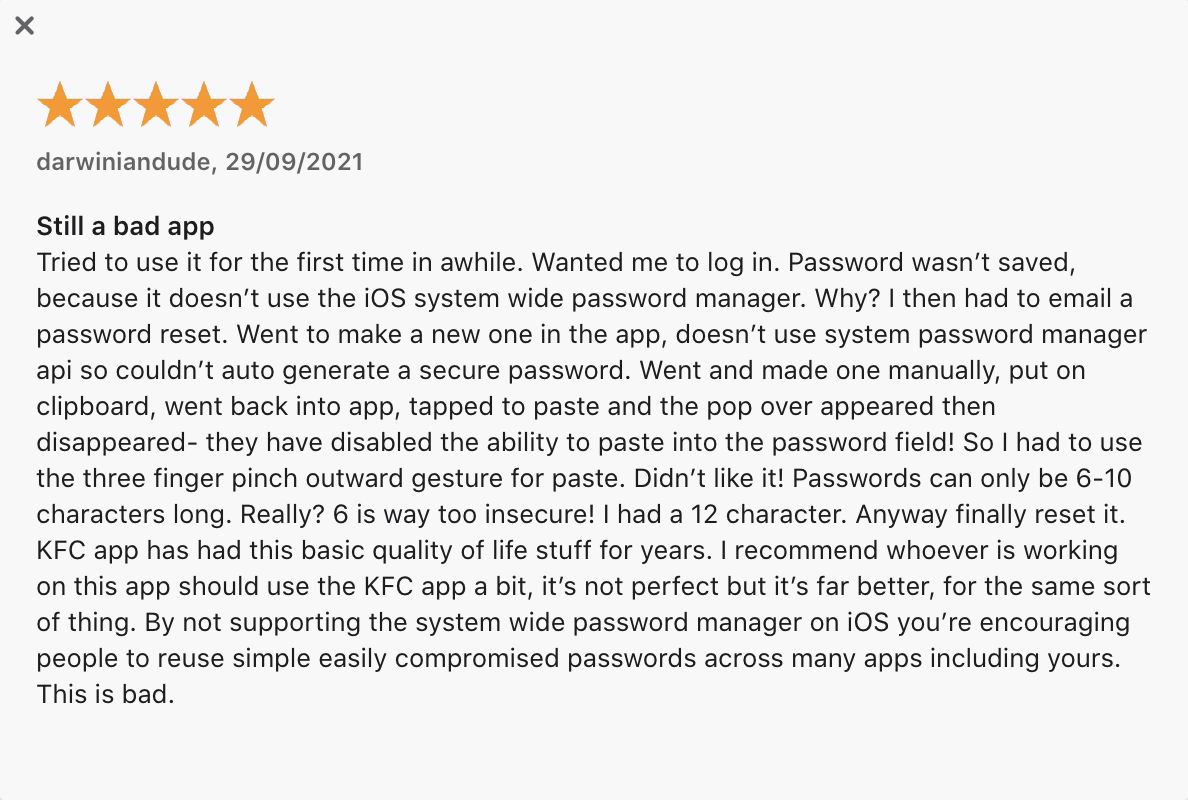 darwiniandude, 29/09/2021
Still a bad app
Tried to use it for the first time in awhile. Wanted me to log in. Password wasn’t saved,
because it doesn’t use the iOS system wide password manager. Why? I then had to email a
password reset. Went to make a new one in the app, doesn’t use system password manager
api so couldn’t auto generate a secure password. Went and made one manually, put on
clipboard, went back into app, tapped to paste and the pop over appeared then
disappeared- they have disabled the ability to paste into the password field! So I had to use
the three finger pinch outward gesture for paste. Didn’t like it! Passwords can only be 6-10
characters long. Really? 6 is way too insecure! I had a 12 character. Anyway finally reset it.
KFC app has had this basic quality of life stuff for years. I recommend whoever is working
on this app should use the KFC app a bit, it’s not perfect but it’s far better, for the same sort
of thing. By not supporting the system wide password manager on iOS you’re encouraging
people to reuse simple easily compromised passwords across many apps including yours.
This is bad.